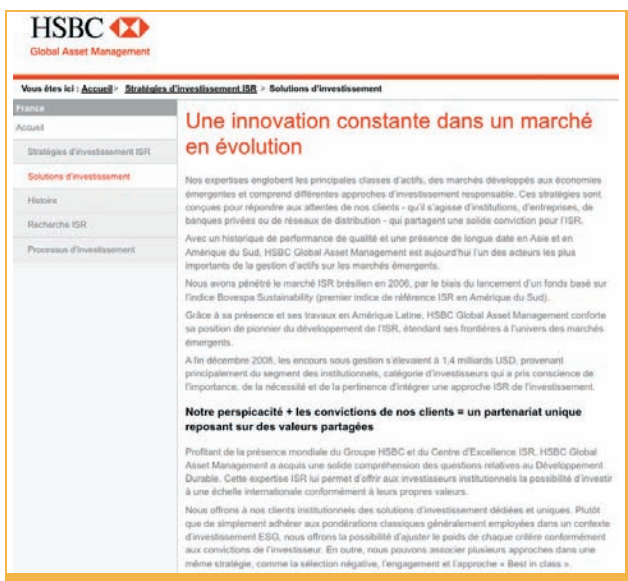 HSBC
Global Asset Management
Vous êtes ici : Accueil > Stratégies d'investissement ISR > Solutions d'investissement
France
Accueil
Stratégies d'investissement ISR
Solutions d'investissement
Histoire
Recherche ISR
Processus d'investissement
Une innovation constante dans un marché
en évolution
Nos expertises englobent les principales classes d'actifs, des marchés développés aux économies
émergentes et comprend différentes approches d'investissement responsable. Ces stratégies sont
conçues pour répondre aux attentes de nos clients - qu'il s'agisse d'institutions, d'entreprises, de
banques privées ou de réseaux de distribution - qui partagent une solide conviction pour l'ISR.
Avec un historique de performance de qualité et une présence de longue date en Asie et en
Amérique du Sud, HSBC Global Asset Management est aujourd'hui l'un des acteurs les plus
importants de la gestion d'actifs sur les marchés émergents.
Nous avons pénétré le marché ISR brésilien en 2006, par le biais du lancement d'un fonds basé sur
l'indice Bovespa Sustainability (premier indice de référence ISR en Amérique du Sud).
Grâce à sa présence et ses travaux en Amérique Latine, HSBC Global Asset Management conforte
sa position de pionnier du développement de l'ISR, étendant ses frontières à l'univers des marchés
émergents.
A fin décembre 2008, les encours sous gestion s'élevaient à 1,4 milliards USD, provenant
principalement du segment des institutionnels, catégorie d'investisseurs qui a pris conscience de
l'importance, de la nécessité et de la pertinence d'intégrer une approche ISR de l'investissement.
Notre perspicacité + les convictions de nos clients = un partenariat unique
reposant sur des valeurs partagées
Profitant de la présence mondiale du Groupe HSBC et du Centre d'Excellence ISR, HSBC Global
Asset Management a acquis une solide compréhension des questions relatives au Développement
Durable. Cette expertise ISR lui permet d'offrir aux investisseurs institutionnels la possibilité d'investir
à une échelle internationale conformément à leurs propres valeurs.
Nous offrons à nos clients institutionnels des solutions d'investissement dédiées et uniques. Plutôt
que de simplement adhérer aux pondérations classiques généralement employées dans un contexte
d'investissement ESG, nous offrons la possibilité d'ajuster le poids de chaque critère conformément
aux convictions de l'investisseur. En outre, nous pouvons associer plusieurs approches dans une
même stratégie, comme la sélection négative, l'engagement et l'approche « Best in class ».